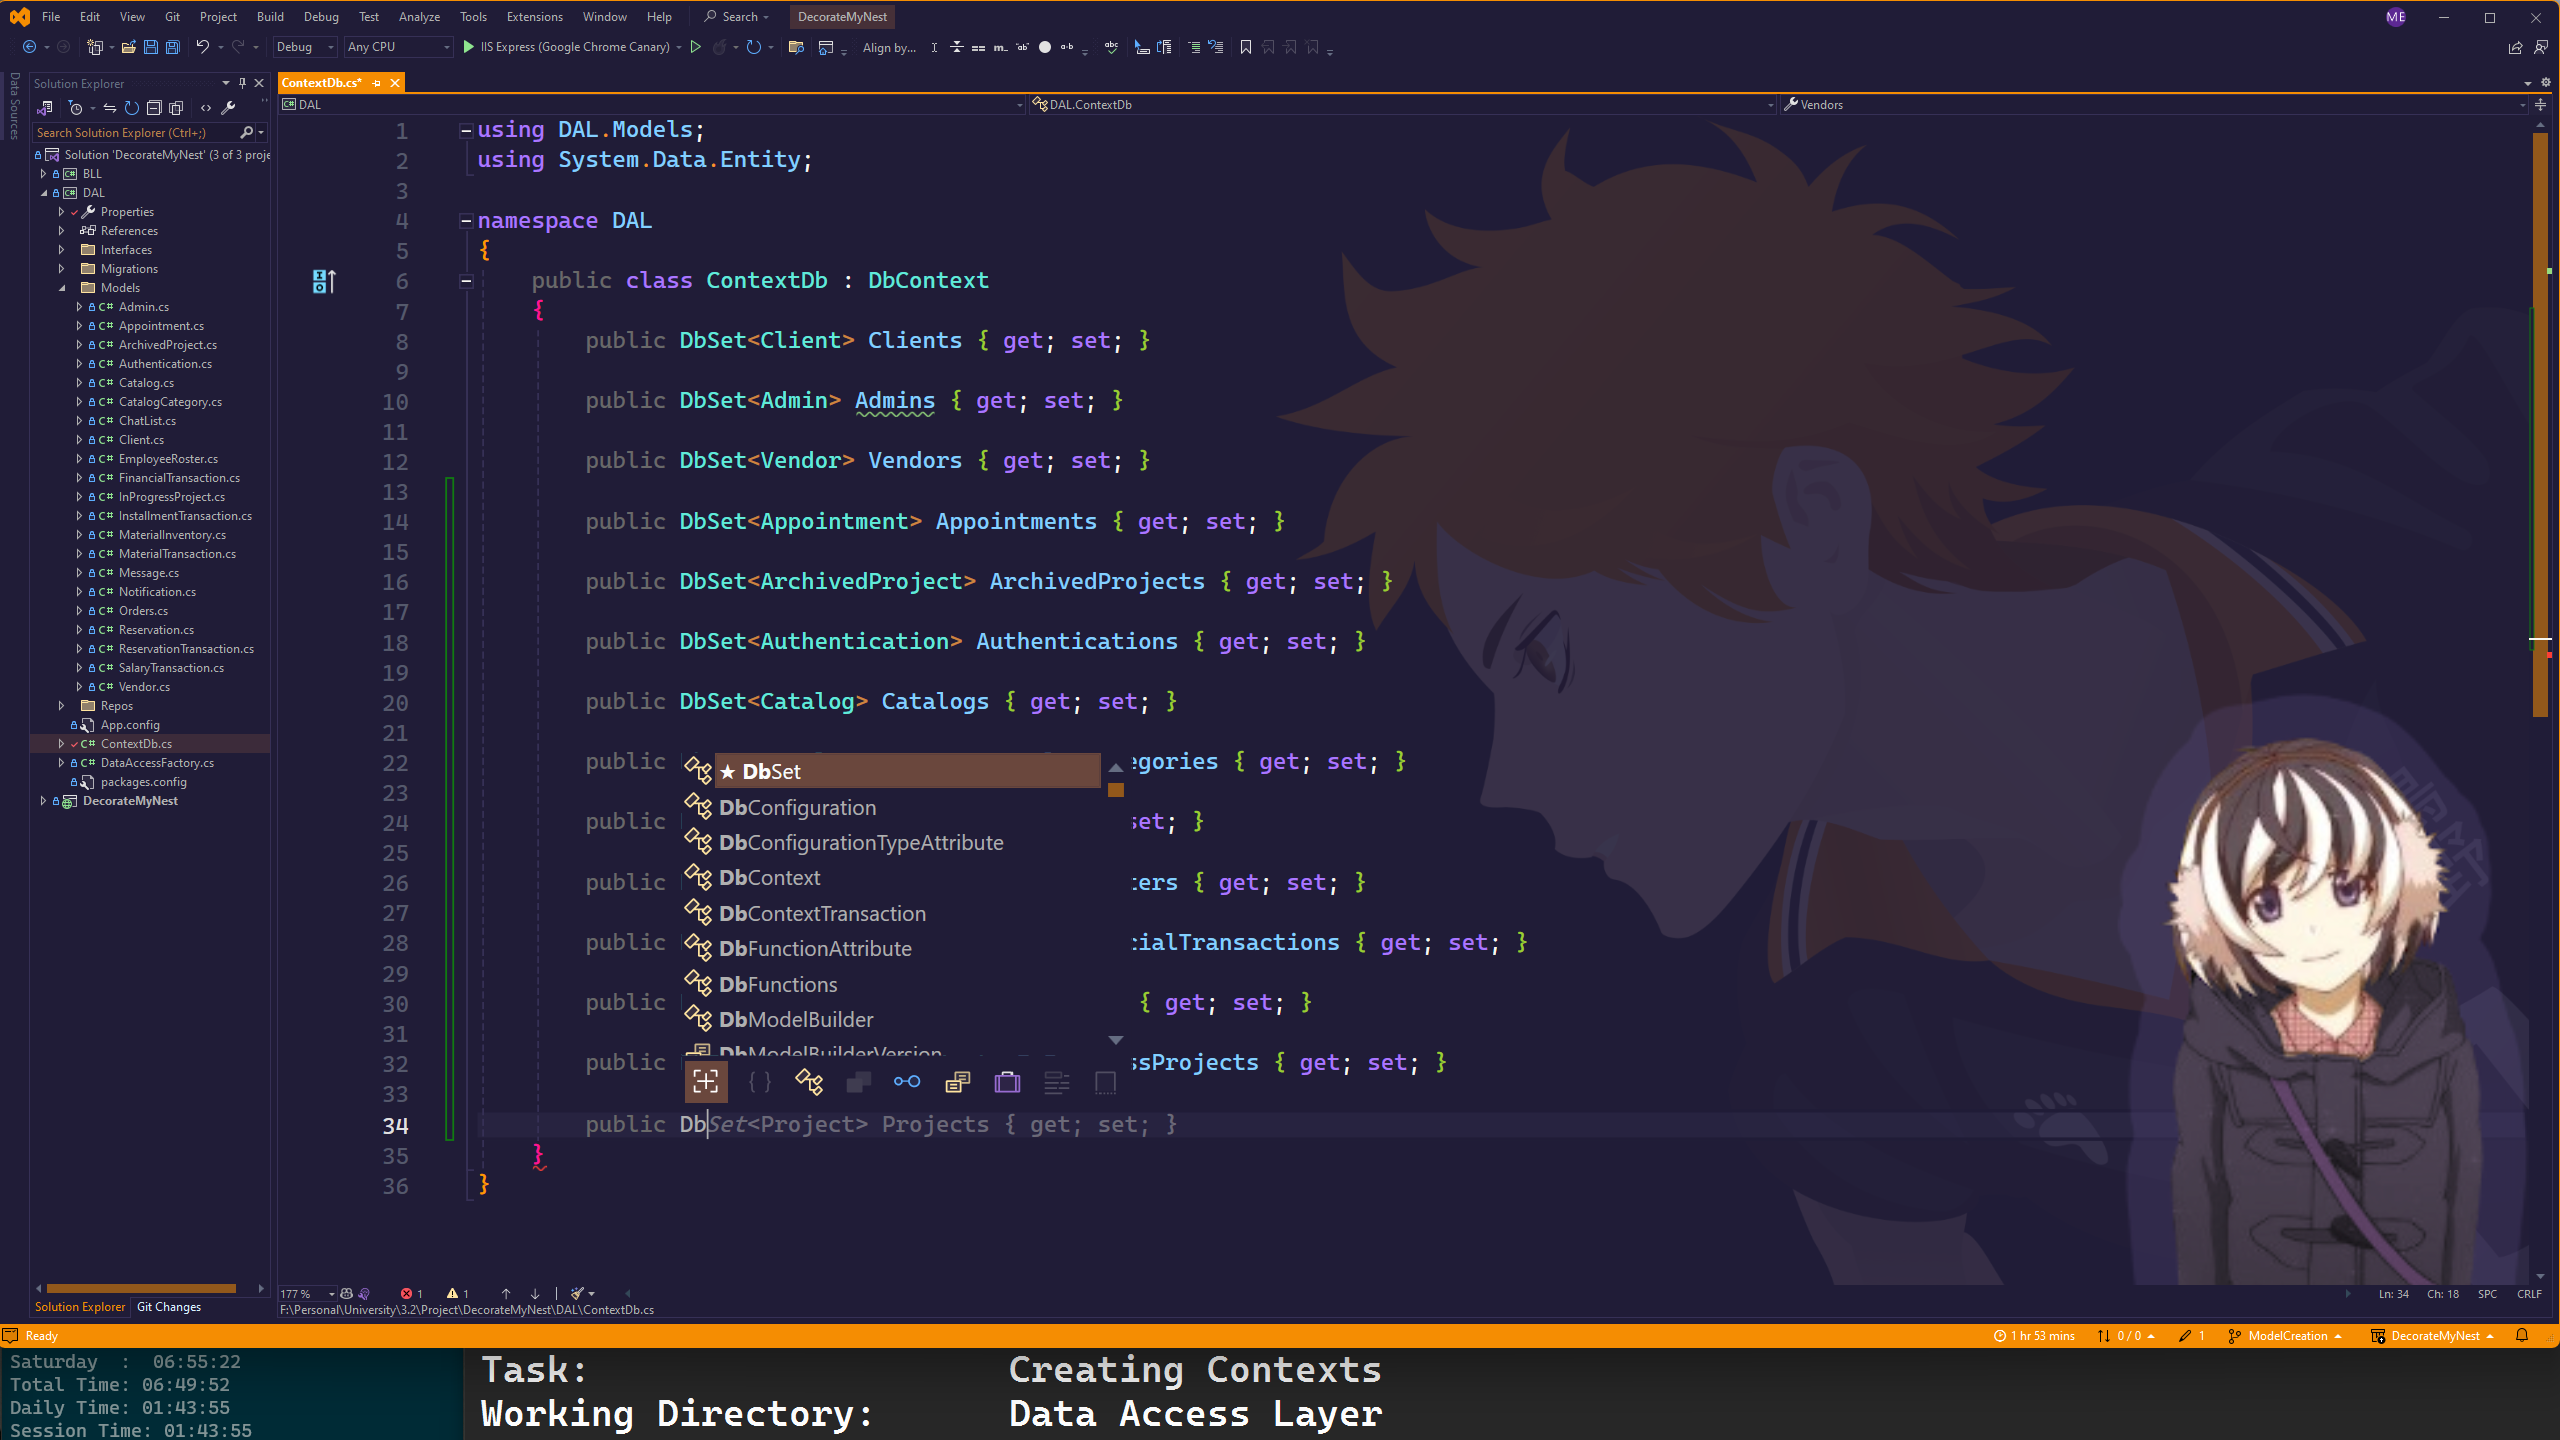 File Edit View Git Project Build Debug Test Analyze Tools Extensions Window Help Search DecorateMyNest ME
Debug Any CPU IIS Express (Google Chrome Canary) Align by...
Data Sources
Solution Explorer
Search Solution Explorer (Ctrl+;)
Solution 'DecorateMyNest' (3 of 3 proje
BLL
DAL
Properties
References
Interfaces
Migrations
Models
C# Admin.cs
C# Appointment.cs
C# ArchivedProject.cs
C# Authentication.cs
C# Catalog.cs
C# CatalogCategory.cs
C# ChatList.cs
C# Client.cs
C# EmployeeRoster.cs
C# FinancialTransaction.cs
C# InProgressProject.cs
C# InstallmentTransaction.cs
C# MaterialInventory.cs
C# MaterialTransaction.cs
C# Message.cs
C# Notification.cs
C# Orders.cs
C# Reservation.cs
C# ReservationTransaction.cs
C# SalaryTransaction.cs
C# Vendor.cs
Repos
App.config
C# ContextDb.cs
C# DataAccessFactory.cs
packages.config
DecorateMyNest
Solution Explorer Git Changes
ContextDb.cs*
DAL DAL.ContextDb Vendors
1 using DAL.Models;
2 using System.Data.Entity;
3
4 namespace DAL
5 {
6 public class ContextDb : DbContext
7 {
8 public DbSet<Client> Clients { get; set; }
9
10 public DbSet<Admin> Admins { get; set; }
11
12 public DbSet<Vendor> Vendors { get; set; }
13
14 public DbSet<Appointment> Appointments { get; set; }
15
16 public DbSet<ArchivedProject> ArchivedProjects { get; set; }
17
18 public DbSet<Authentication> Authentications { get; set; }
19
20 public DbSet<Catalog> Catalogs { get; set; }
21
22 public egories { get; set; }
23
24 public set; }
25
26 public ters { get; set; }
27
28 public cialTransactions { get; set; }
29
30 public { get; set; }
31
32 public ssProjects { get; set; }
33
34 public DbSet<Project> Projects { get; set; }
35 }
36 }
★ DbSet
DbConfiguration
DbConfigurationTypeAttribute
DbContext
DbContextTransaction
DbFunctionAttribute
DbFunctions
DbModelBuilder
DbModelBuilderVersion
177 % 1 1 Ln: 34 Ch: 18 SPC CRLF
F:\Personal\University\3.2\Project\DecorateMyNest\DAL\ContextDb.cs
Ready 1 hr 53 mins 0 / 0 1 ModelCreation DecorateMyNest
Saturday : 06:55:22
Total Time: 06:49:52
Daily Time: 01:43:55
Session Time: 01:43:55
Task: Creating Contexts
Working Directory: Data Access Layer